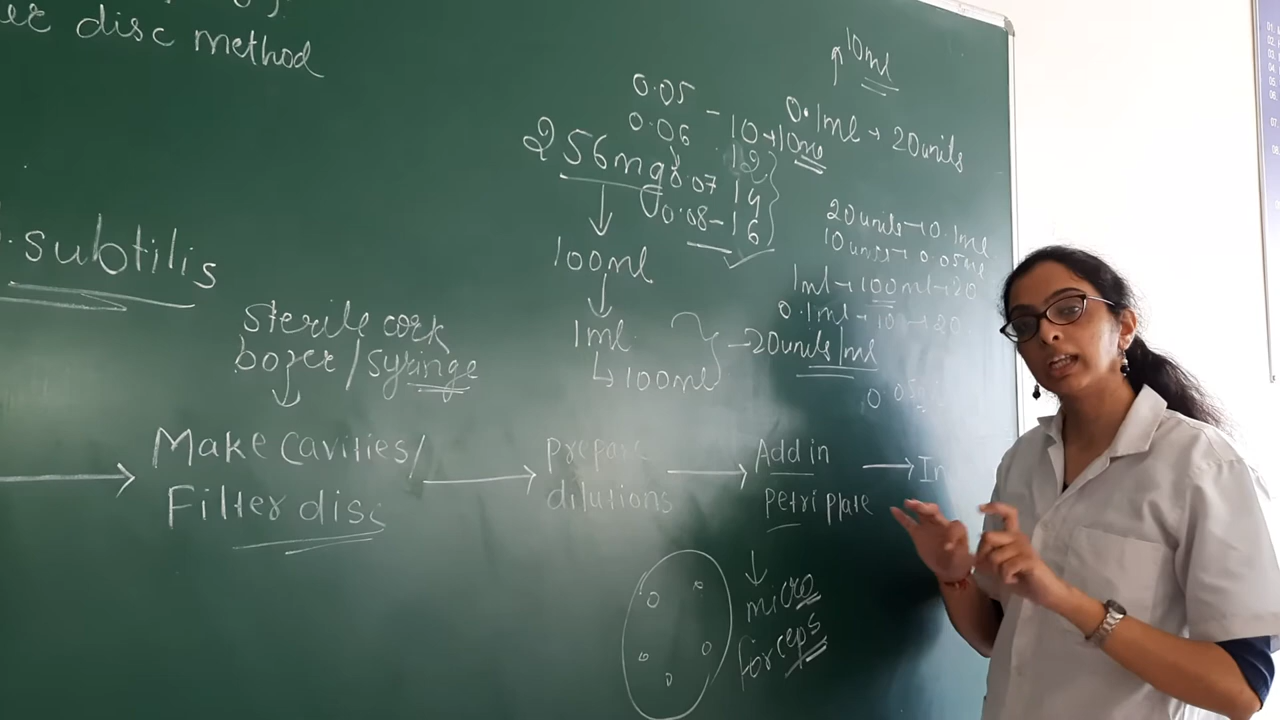 disc method
10ml
0.05
0.06 - 10 → 10ml
0.1ml → 20units
256mg
12
0.07 14
0.08 - 16
100ml
20units → 0.1ml
10units → 0.05ml
1ml → 100ml → 20
0.1ml → 10 → 20
1ml
↳ 100ml
- 20units/ml
subtilis
sterile cork
borer/syringe
Make cavities/
Filter disc
prepare
dilutions
Add in
petri plate
In
micro
forceps